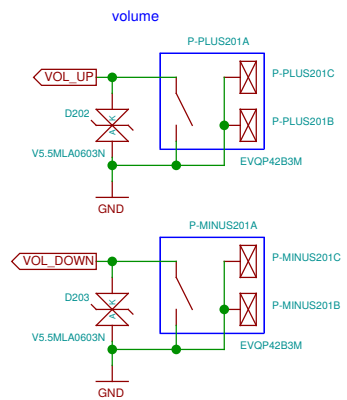 volume
P-PLUS201A
VOL_UP
P-PLUS201C
D202
K
A
P-PLUS201B
V5.5MLA0603N
EVQP42B3M
GND
P-MINUS201A
VOL_DOWN
P-MINUS201C
D203
K
A
P-MINUS201B
V5.5MLA0603N
EVQP42B3M
GND